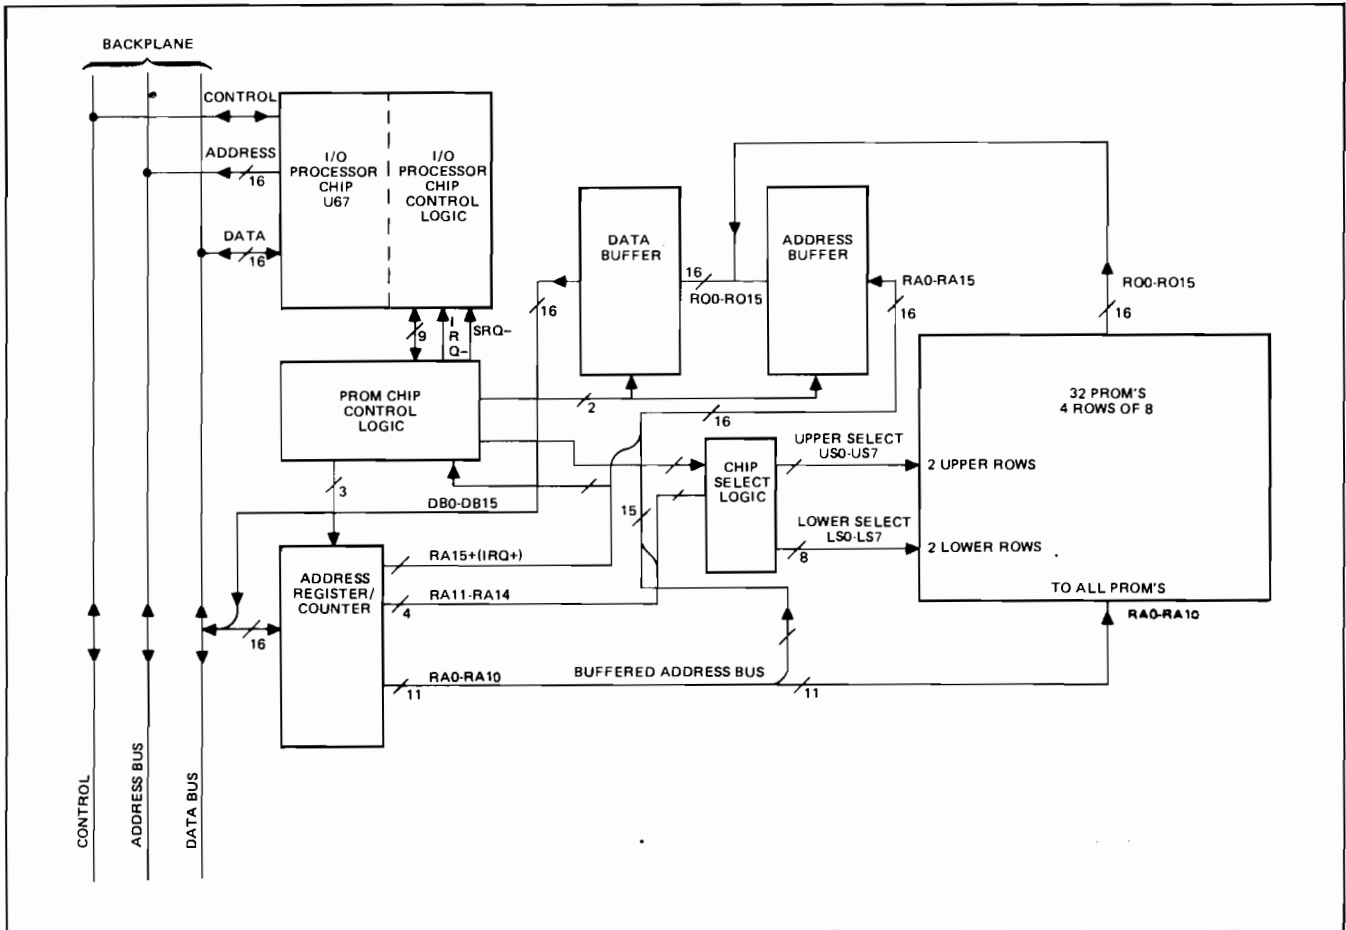 BACKPLANE
CONTROL
ADDRESS
16
DATA
16
I/O
PROCESSOR
CHIP
U67
I/O
PROCESSOR
CHIP
CONTROL
LOGIC
9
I
R
Q-
SRQ-
PROM CHIP
CONTROL
LOGIC
3
2
DATA
BUFFER
16
RO0-RO15
ADDRESS
BUFFER
RA0-RA15
16
16
RO0-RO15
16
32 PROM'S
4 ROWS OF 8
2 UPPER ROWS
2 LOWER ROWS
TO ALL PROM'S
RA0-RA10
16
CHIP
SELECT
LOGIC
UPPER SELECT
US0-US7
LOWER SELECT
LS0-LS7
8
15
DB0-DB15
ADDRESS
REGISTER/
COUNTER
16
RA15+(IRQ+)
RA11-RA14
4
RA0-RA10
11
BUFFERED ADDRESS BUS
11
CONTROL
ADDRESS BUS
DATA BUS